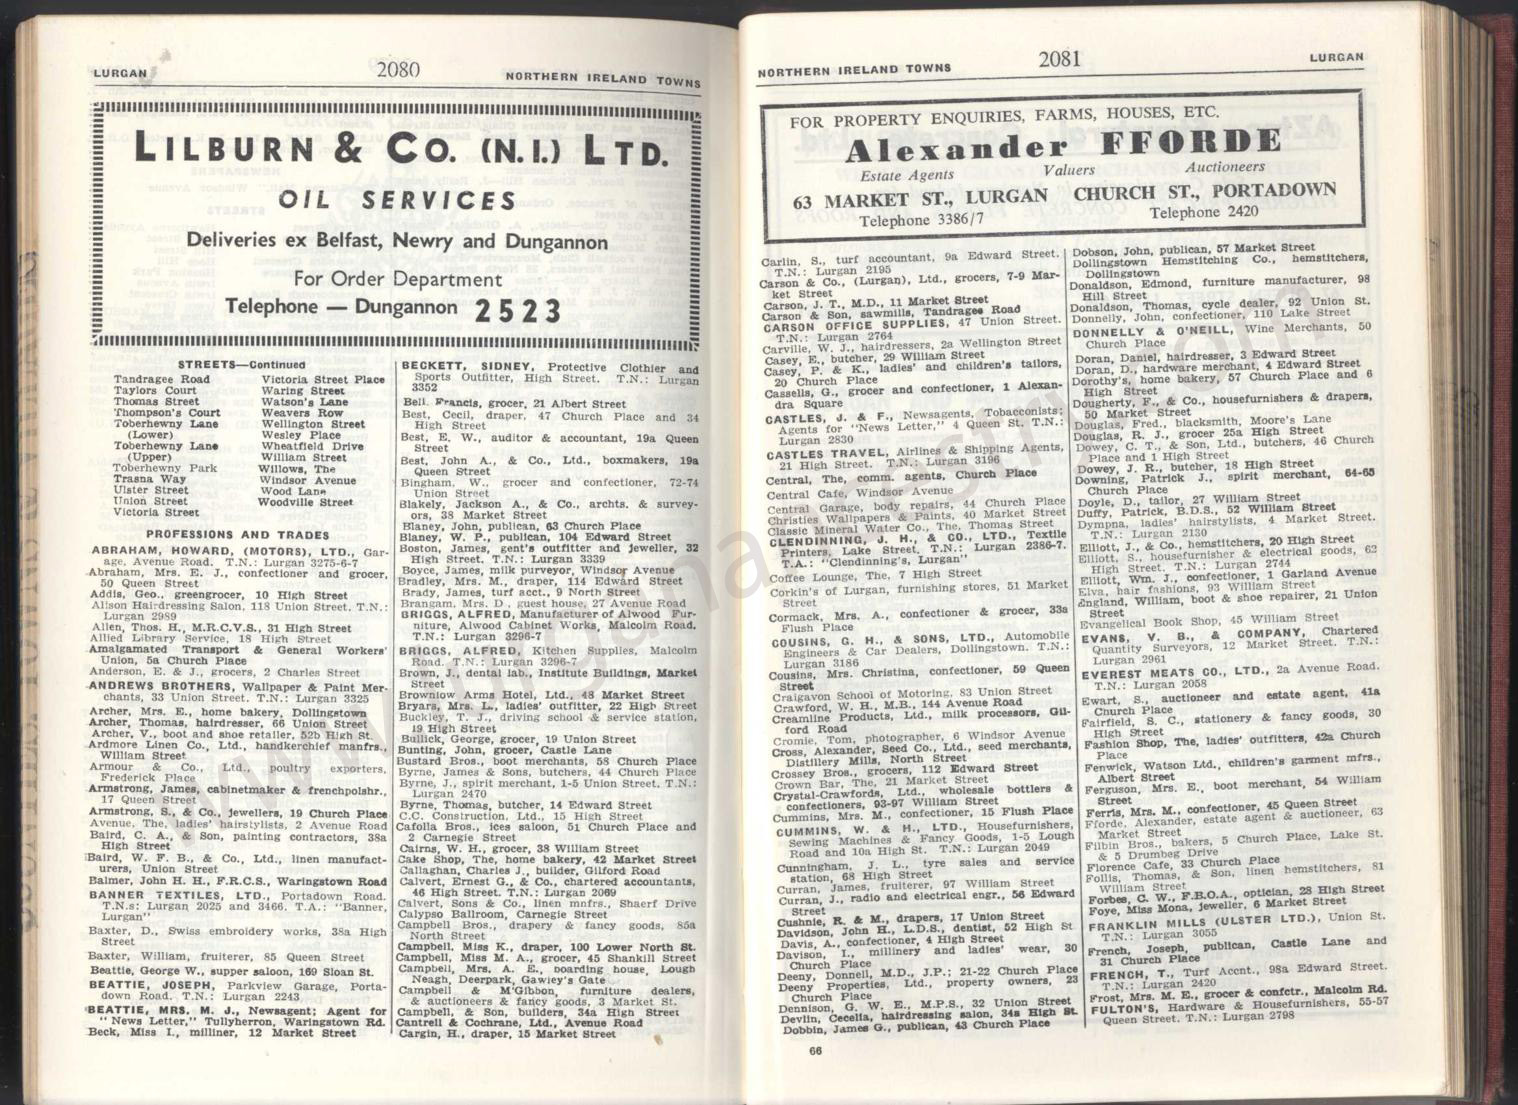 LURGAN
2080
NORTHERN IRELAND TOWNS
LILBURN & CO. (N.I.) LTD.
OIL SERVICES
Deliveries ex Belfast, Newry and Dungannon
For Order Department
Telephone — Dungannon 2523
STREETS—Continued
Tandragee Road
Taylors Court
Thomas Street
Thompson's Court
Toberhewny Lane
(Lower)
Toberhewny Lane
(Upper)
Toberhewny Park
Trasna Way
Ulster Street
Union Street
Victoria Street
Victoria Street Place
Waring Street
Watson's Lane
Weavers Row
Wellington Street
Wesley Place
Wheatfield Drive
William Street
Willows, The
Windsor Avenue
Wood Lane
Woodville Street
PROFESSIONS AND TRADES
ABRAHAM, HOWARD, (MOTORS), LTD., Gar-
age, Avenue Road. T.N.: Lurgan 3275-6-7
Abraham, Mrs. E. J., confectioner and grocer,
50 Queen Street
Addis, Geo., greengrocer, 10 High Street
Alison Hairdressing Salon, 118 Union Street. T.N.:
Lurgan 2989
Allen, Thos. H., M.R.C.V.S., 31 High Street
Allied Library Service, 18 High Street
Amalgamated Transport & General Workers'
Union, 5a Church Place
Anderson, E. & J., grocers, 2 Charles Street
ANDREWS BROTHERS, Wallpaper & Paint Mer-
chants, 33 Union Street. T.N.: Lurgan 3325
Archer, Mrs. E., home bakery, Dollingstown
Archer, Thomas, hairdresser, 66 Union Street
Archer, V., boot and shoe retailer, 52b High St.
Ardmore Linen Co., Ltd., handkerchief manfrs.,
William Street
Armour & Co., Ltd., poultry exporters,
Frederick Place
Armstrong, James, cabinetmaker & frenchpolshr.,
17 Queen Street
Armstrong, S., & Co., jewellers, 19 Church Place
Avenue, The, ladies' hairstylists, 2 Avenue Road
Baird, C. A., & Son, painting contractors, 38a
High Street
Baird, W. F. B., & Co., Ltd., linen manufact-
urers, Union Street
Balmer, John H. H., F.R.C.S., Waringstown Road
BANNER TEXTILES, LTD., Portadown Road.
T.N.s: Lurgan 2025 and 3466. T.A.: "Banner,
Lurgan"
Baxter, D., Swiss embroidery works, 38a High
Street
Baxter, William, fruiterer, 85 Queen Street
Beattie, George W., supper saloon, 169 Sloan St.
BEATTIE, JOSEPH, Parkview Garage, Porta-
down Road. T.N.: Lurgan 2243
BEATTIE, MRS. M. J., Newsagent; Agent for
"News Letter," Tullyherron, Waringstown Rd.
Beck, Miss I., milliner, 12 Market Street
BECKETT, SIDNEY, Protective Clothier and
Sports Outfitter, High Street. T.N.: Lurgan
3352
Bell, Francis, grocer, 21 Albert Street
Best, Cecil, draper, 47 Church Place and 34
High Street
Best, E. W., auditor & accountant, 19a Queen
Street
Best, John A., & Co., Ltd., boxmakers, 19a
Queen Street
Bingham, W., grocer and confectioner, 72-74
Union Street
Blakely, Jackson A., & Co., archts. & survey-
ors, 38 Market Street
Blaney, John, publican, 63 Church Place
Blaney, W. P., publican, 104 Edward Street
Boston, James, gent's outfitter and jeweller, 32
High Street. T.N.: Lurgan 3339
Boyce, James, milk purveyor, Windsor Avenue
Bradley, Mrs. M., draper, 114 Edward Street
Brady, James, turf acct., 9 North Street
Brangam, Mrs. D., guest house, 27 Avenue Road
BRIGGS, ALFRED, Manufacturer of Alwood Fur-
niture, Alwood Cabinet Works, Malcolm Road.
T.N.: Lurgan 3296-7
BRIGGS, ALFRED, Kitchen Supplies, Malcolm
Road. T.N.: Lurgan 3296-7
Brown, J., dental lab., Institute Buildings, Market
Street
Brownlow Arms Hotel, Ltd., 48 Market Street
Bryars, Mrs. L., ladies' outfitter, 22 High Street
Buckley, T. J., driving school & service station,
19 High Street
Bullick, George, grocer, 19 Union Street
Bunting, John, grocer, Castle Lane
Bustard Bros., boot merchants, 58 Church Place
Byrne, James & Sons, butchers, 44 Church Place
Byrne, J., spirit merchant, 1-5 Union Street. T.N.:
Lurgan 2470
Byrne, Thomas, butcher, 14 Edward Street
C.C. Construction, Ltd., 15 High Street
Cafolla Bros., ices saloon, 51 Church Place and
2 Carnegie Street
Cairns, W. H., grocer, 38 William Street
Cake Shop, The, home bakery, 42 Market Street
Callaghan, Charles J., builder, Gilford Road
Calvert, Ernest G., & Co., chartered accountants,
46 High Street. T.N.: Lurgan 2069
Calvert, Sons & Co., linen mnfrs., Shaerf Drive
Calypso Ballroom, Carnegie Street
Campbell Bros., drapery & fancy goods, 85a
North Street
Campbell, Miss K., draper, 100 Lower North St.
Campbell, Miss M. A., grocer, 45 Shankill Street
Campbell, Mrs. A. E., boarding house, Lough
Neagh, Deerpark, Gawley's Gate
Campbell & M'Gibbon, furniture dealers,
& auctioneers & fancy goods, 3 Market St.
Campbell, & Son, builders, 34a High Street
Cantrell & Cochrane, Ltd., Avenue Road
Cargin, H., draper, 15 Market Street
NORTHERN IRELAND TOWNS
2081
LURGAN
FOR PROPERTY ENQUIRIES, FARMS, HOUSES, ETC.
Alexander FFORDE
Estate Agents Valuers Auctioneers
63 MARKET ST., LURGAN CHURCH ST., PORTADOWN
Telephone 3386/7 Telephone 2420
Carlin, S., turf accountant, 9a Edward Street.
T.N.: Lurgan 2195
Carson & Co., (Lurgan), Ltd., grocers, 7-9 Mar-
ket Street
Carson, J. T., M.D., 11 Market Street
Carson & Son, sawmills, Tandragee Road
CARSON OFFICE SUPPLIES, 47 Union Street.
T.N.: Lurgan 2764
Carville, W. J., hairdressers, 2a Wellington Street
Casey, E., butcher, 29 William Street
Casey, P. & K., ladies' and children's tailors,
20 Church Place
Cassells, G., grocer and confectioner, 1 Alexan-
dra Square
CASTLES, J. & F., Newsagents, Tobacconists;
Agents for "News Letter," 4 Queen St. T.N.:
Lurgan 2830
CASTLES TRAVEL, Airlines & Shipping Agents,
21 High Street. T.N.: Lurgan 3196
Central, The, comm. agents, Church Place
Central Cafe, Windsor Avenue
Central Garage, body repairs, 44 Church Place
Christies Wallpapers & Paints, 40 Market Street
Classic Mineral Water Co., The, Thomas Street
CLENDINNING, J. H., & CO., LTD., Textile
Printers, Lake Street. T.N.: Lurgan 2386-7.
T.A.: "Clendinning's, Lurgan"
Coffee Lounge, The, 7 High Street
Corkin's of Lurgan, furnishing stores, 51 Market
Street
Cormack, Mrs. A., confectioner & grocer, 33a
Flush Place
COUSINS, G. H., & SONS, LTD., Automobile
Engineers & Car Dealers, Dollingstown. T.N.:
Lurgan 3186
Cousins, Mrs. Christina, confectioner, 59 Queen
Street
Craigavon School of Motoring, 83 Union Street
Crawford, W. H., M.B., 144 Avenue Road
Creamline Products, Ltd., milk processors, Gil-
ford Road
Cromie, Tom, photographer, 6 Windsor Avenue
Cross, Alexander, Seed Co., Ltd., seed merchants,
Distillery Mills, North Street
Crossey Bros., grocers, 112 Edward Street
Crown Bar, The, 21 Market Street
Crystal-Crawfords, Ltd., wholesale bottlers &
confectioners, 93-97 William Street
Cummins, Mrs. M., confectioner, 15 Flush Place
CUMMINS, W. & H., LTD., Housefurnishers,
Sewing Machines & Fancy Goods, 1-5 Lough
Road and 10a High St. T.N.: Lurgan 2049
Cunningham, J. L., tyre sales and service
station, 68 High Street
Curran, James, fruiterer, 97 William Street
Curran, J., radio and electrical engr., 56 Edward
Street
Cushnie, R. & M., drapers, 17 Union Street
Davidson, John H., L.D.S., dentist, 52 High St.
Davis, A., confectioner, 4 High Street
Davison, I., millinery and ladies' wear, 30
Church Place
Deeny, Donnell, M.D., J.P.; 21-22 Church Place
Deeny Properties, Ltd., property owners, 23
Church Place
Dennison, G. W. E., M.P.S., 32 Union Street
Devlin, Cecelia, hairdressing salon, 34a High St.
Dobbin, James G., publican, 43 Church Place
66
Dobson, John, publican, 57 Market Street
Dollingstown Hemstitching Co., hemstitchers,
Dollingstown
Donaldson, Edmond, furniture manufacturer, 98
Hill Street
Donaldson, Thomas, cycle dealer, 92 Union St.
Donnelly, John, confectioner, 110 Lake Street
DONNELLY & O'NEILL, Wine Merchants, 50
Church Place
Doran, Daniel, hairdresser, 3 Edward Street
Doran, D., hardware merchant, 4 Edward Street
Dorothy's, home bakery, 57 Church Place and 6
High Street
Dougherty, F., & Co., housefurnishers & drapers,
50 Market Street
Douglas, Fred., blacksmith, Moore's Lane
Douglas, R. J., grocer 25a High Street
Dowey, C. T., & Son, Ltd., butchers, 46 Church
Place and 1 High Street
Dowey, J. R., butcher, 18 High Street
Downing, Patrick J., spirit merchant, 64-65
Church Place
Doyle, D., tailor, 27 William Street
Duffy, Patrick, B.D.S., 52 William Street
Dympna, ladies' hairstylists, 4 Market Street.
T.N.: Lurgan 2130
Elliott, J., & Co., hemstitchers, 20 High Street
Elliott, S., housefurnisher & electrical goods, 62
High Street. T.N.: Lurgan 2744
Elliott, Wm. J., confectioner, 1 Garland Avenue
Elva, hair fashions, 93 William Street
England, William, boot & shoe repairer, 21 Union
Street
Evangelical Book Shop, 45 William Street
EVANS, V. B., & COMPANY, Chartered
Quantity Surveyors, 12 Market Street. T.N.:
Lurgan 2961
EVEREST MEATS CO., LTD., 2a Avenue Road.
T.N.: Lurgan 2058
Ewart, S., auctioneer and estate agent, 41a
Church Place
Fairfield, S. C., stationery & fancy goods, 30
High Street
Fashion Shop, The, ladies' outfitters, 42a Church
Place
Fenwick, Watson Ltd., children's garment mfrs.,
Albert Street
Ferguson, Mrs. E., boot merchant, 54 William
Street
Ferris, Mrs. M., confectioner, 45 Queen Street
Fforde, Alexander, estate agent & auctioneer, 63
Market Street
Filbin Bros., bakers, 5 Church Place, Lake St.
& 5 Drumbeg Drive
Florence Cafe, 33 Church Place
Follis, Thomas, & Son, linen hemstitchers, 81
William Street
Forbes, C. W., F.B.O.A., optician, 28 High Street
Foye, Miss Mona, jeweller, 6 Market Street
FRANKLIN MILLS (ULSTER LTD.), Union St.
T.N.: Lurgan 3055
French, Joseph, publican, Castle Lane and
31 Church Place
FRENCH, T., Turf Accnt., 98a Edward Street.
T.N.: Lurgan 2420
Frost, Mrs. M. E., grocer & confctr., Malcolm Rd.
FULTON'S, Hardware & Housefurnishers, 55-57
Queen Street. T.N.: Lurgan 2798